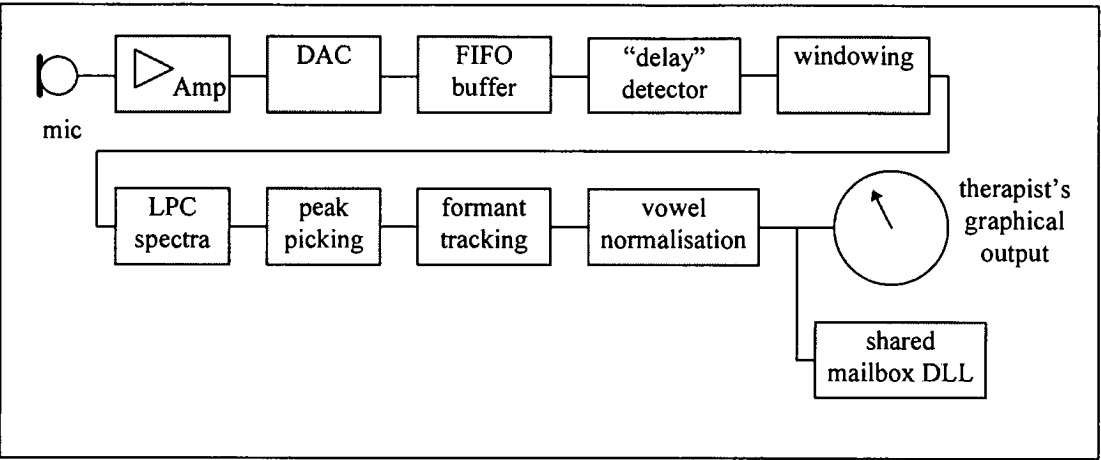 mic
Amp
DAC
FIFO
buffer
“delay”
detector
windowing
LPC
spectra
peak
picking
formant
tracking
vowel
normalisation
therapist’s
graphical
output
shared
mailbox DLL